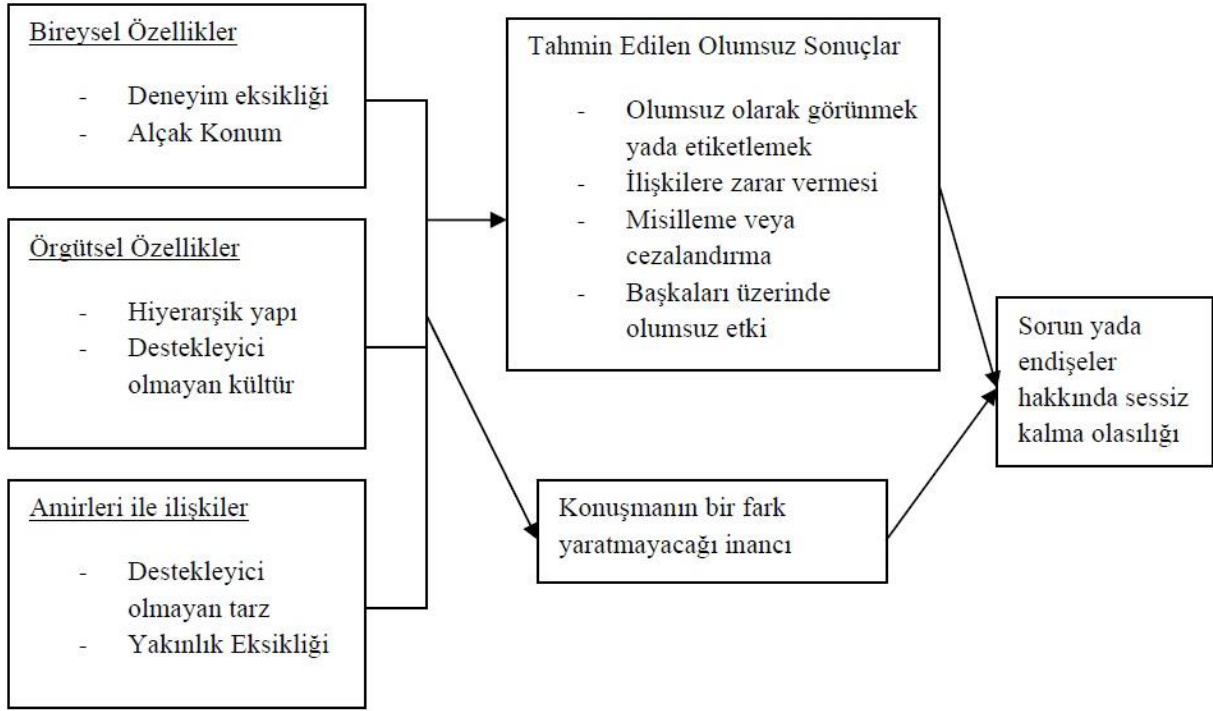 Bireysel Özellikler
- Deneyim eksikliği
- Alçak Konum
Örgütsel Özellikler
- Hiyerarşik yapı
- Destekleyici
olmayan kültür
Amirleri ile ilişkiler
- Destekleyici
olmayan tarz
- Yakınlık Eksikliği
Tahmin Edilen Olumsuz Sonuçlar
- Olumsuz olarak görünmek
yada etiketlemek
- İlişkilere zarar vermesi
- Misilleme veya
cezalandırma
- Başkaları üzerinde
olumsuz etki
Konuşmanın bir fark
yaratmayacağı inancı
Sorun yada
endişeler
hakkında sessiz
kalma olasılığı